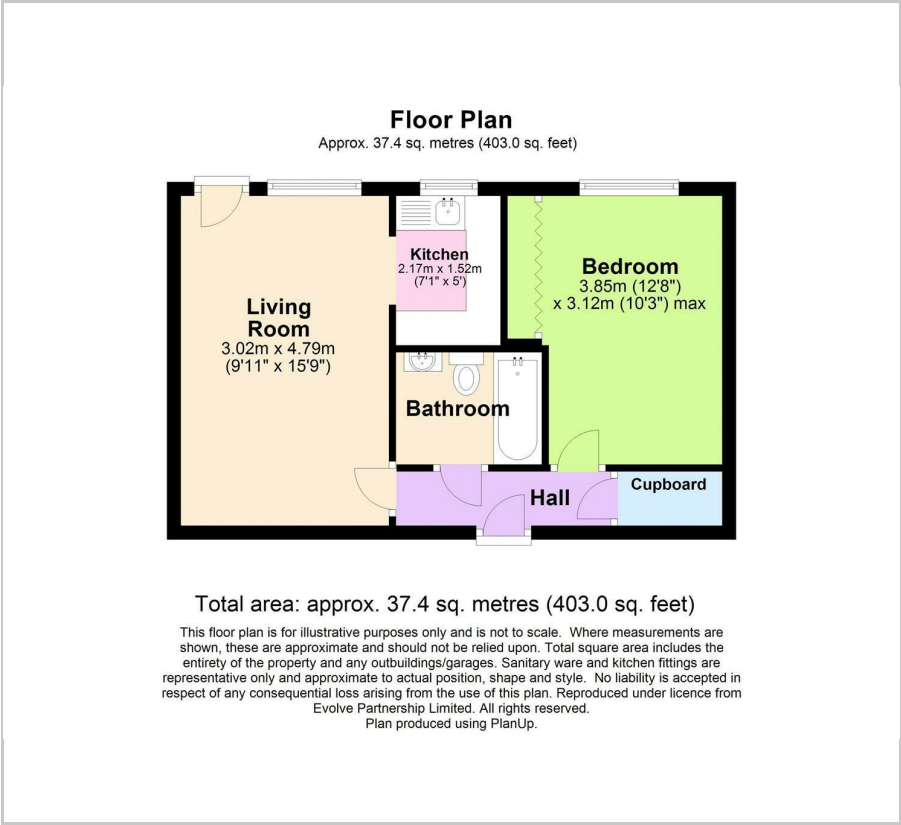 Floor Plan
Approx. 37.4 sq. metres (403.0 sq. feet)
Kitchen
2.17m x 1.52m
(7'1" x 5')
Bedroom
3.85m (12'8")
x 3.12m (10'3") max
Living
Room
3.02m x 4.79m
(9'11" x 15'9")
Bathroom
Hall
Cupboard
Total area: approx. 37.4 sq. metres (403.0 sq. feet)
This floor plan is for illustrative purposes only and is not to scale. Where measurements are
shown, these are approximate and should not be relied upon. Total square area includes the
entirety of the property and any outbuildings/garages. Sanitary ware and kitchen fittings are
representative only and approximate to actual position, shape and style. No liability is accepted in
respect of any consequential loss arising from the use of this plan. Reproduced under licence from
Evolve Partnership Limited. All rights reserved.
Plan produced using PlanUp.